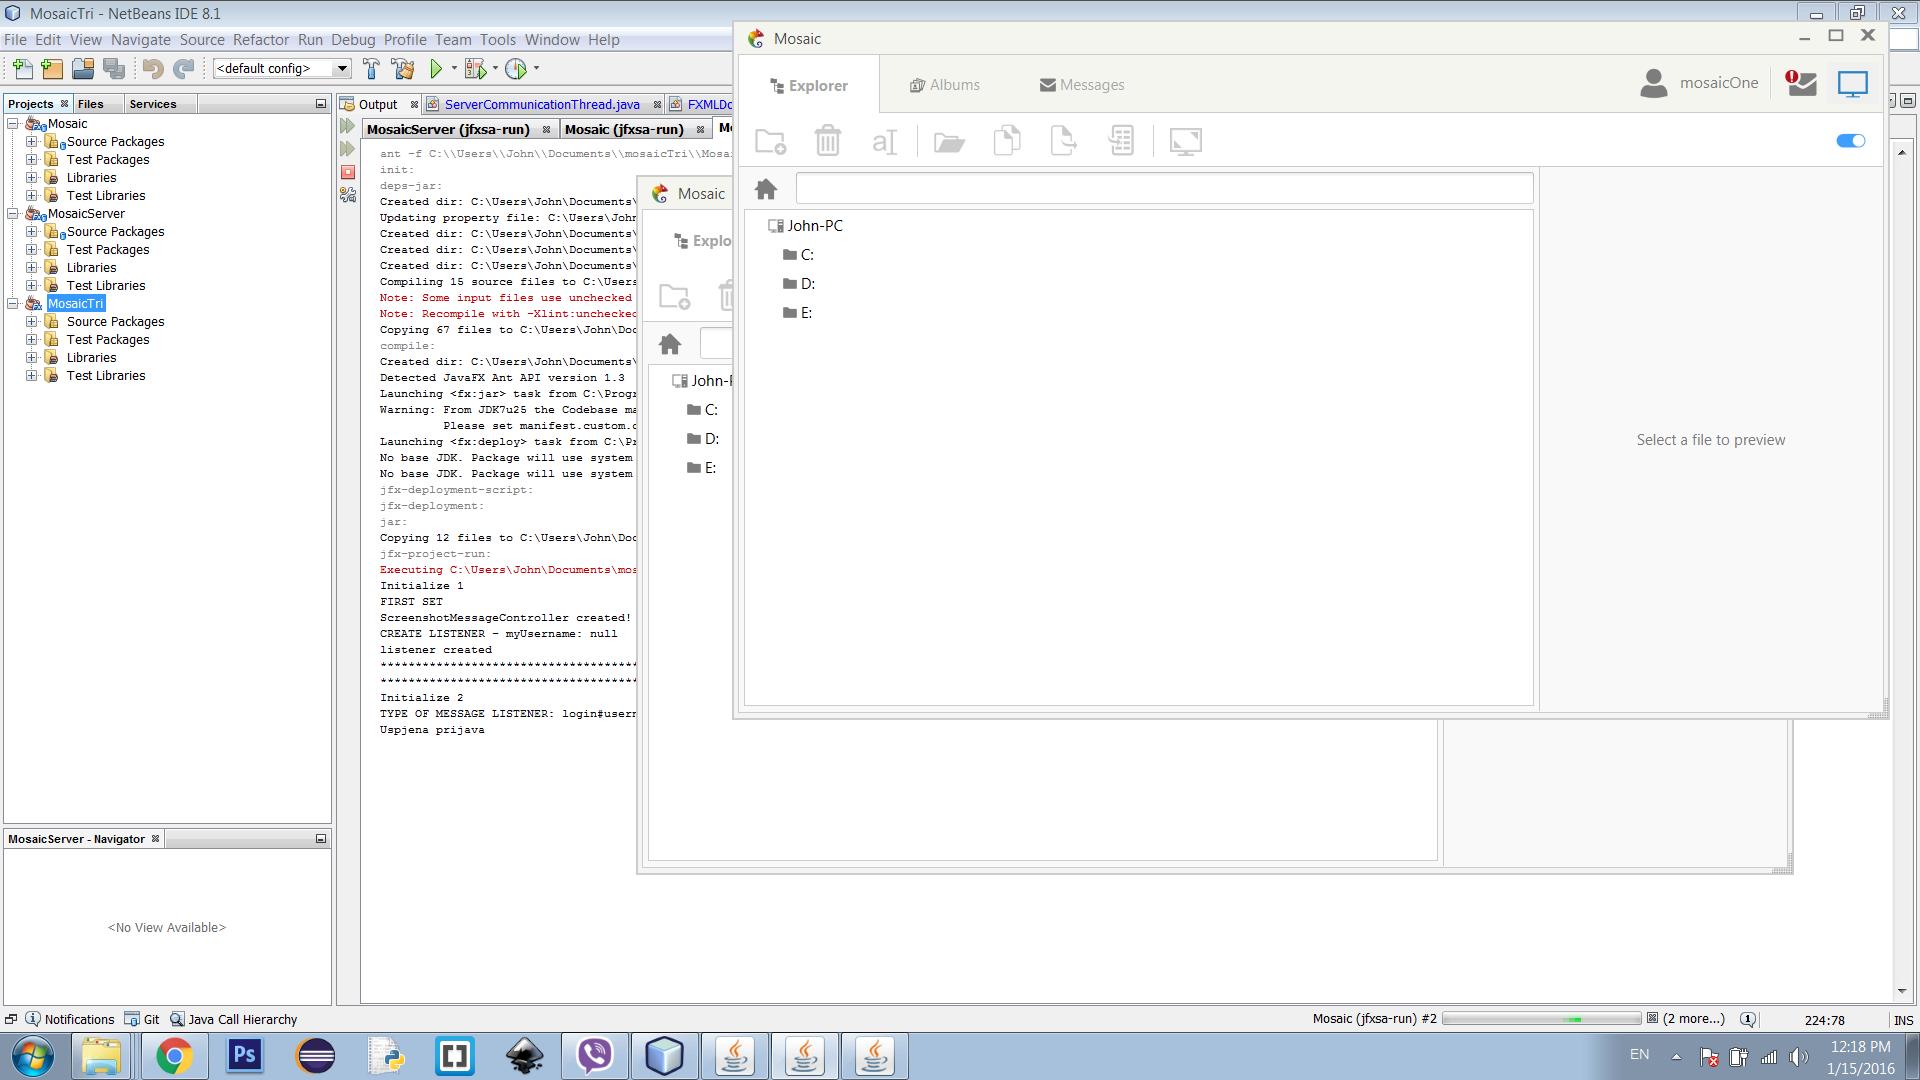 MosaicTri - NetBeans IDE 8.1
File Edit View Navigate Source Refactor Run Debug Profile Team Tools Window Help
<default config>
Projects
Files
Services
Mosaic
Source Packages
Test Packages
Libraries
Test Libraries
MosaicServer
Source Packages
Test Packages
Libraries
Test Libraries
MosaicTri
Source Packages
Test Packages
Libraries
Test Libraries
MosaicServer - Navigator
<No View Available>
Output
ServerCommunicationThread.java
MosaicServer (jfxsa-run)
Mosaic (jfxsa-run)
ant -f C:\\Users\\John\\Documents\\mosaicTri\\Mosai
init:
deps-jar:
Created dir: C:\Users\John\Documents\
Updating property file: C:\Users\John
Created dir: C:\Users\John\Documents\
Created dir: C:\Users\John\Documents\
Created dir: C:\Users\John\Documents\
Compiling 15 source files to C:\Users
Note: Some input files use unchecked
Note: Recompile with -Xlint:unchecked
Copying 67 files to C:\Users\John\Doc
compile:
Created dir: C:\Users\John\Documents\
Detected JavaFX Ant API version 1.3
Launching <fx:jar> task from C:\Progr
Warning: From JDK7u25 the Codebase ma
Please set manifest.custom.c
Launching <fx:deploy> task from C:\Pr
No base JDK. Package will use system
No base JDK. Package will use system
jfx-deployment-script:
jfx-deployment:
jar:
Copying 12 files to C:\Users\John\Doc
jfx-project-run:
Executing C:\Users\John\Documents\mos
Initialize 1
FIRST SET
ScreenshotMessageController created!
CREATE LISTENER - myUsername: null
listener created
*************************************
*************************************
Initialize 2
TYPE OF MESSAGE LISTENER: login#usern
Uspjena prijava
Mosaic
Explo
John-P
C:
D:
E:
Mosaic
Explorer
Albums
Messages
mosaicOne
aI
John-PC
C:
D:
E:
Select a file to preview
Notifications
Git
Java Call Hierarchy
Mosaic (jfxsa-run) #2
(2 more...)
224:78
INS
Ps
EN
12:18 PM
1/15/2016